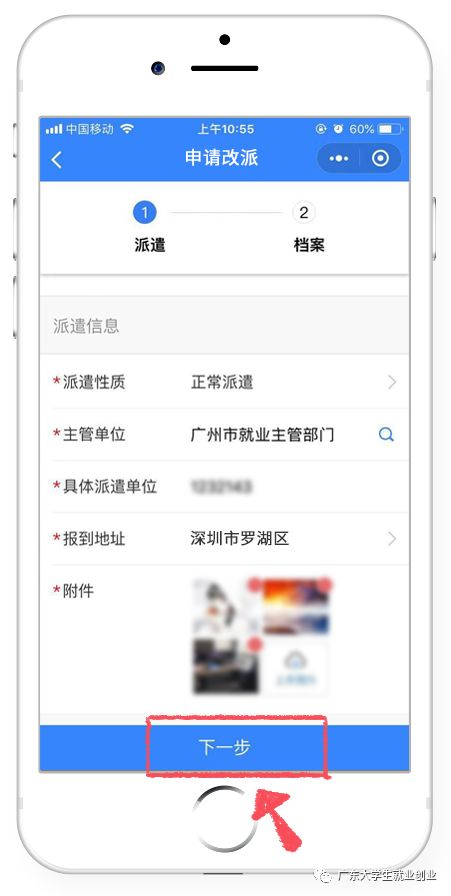 中国移动 上午10:55 60%
申请改派
1 2
派遣 档案
派遣信息
*派遣性质 正常派遣
*主管单位 广州市就业主管部门
*具体派遣单位
*报到地址 深圳市罗湖区
*附件
下一步
广东大学生就业创业